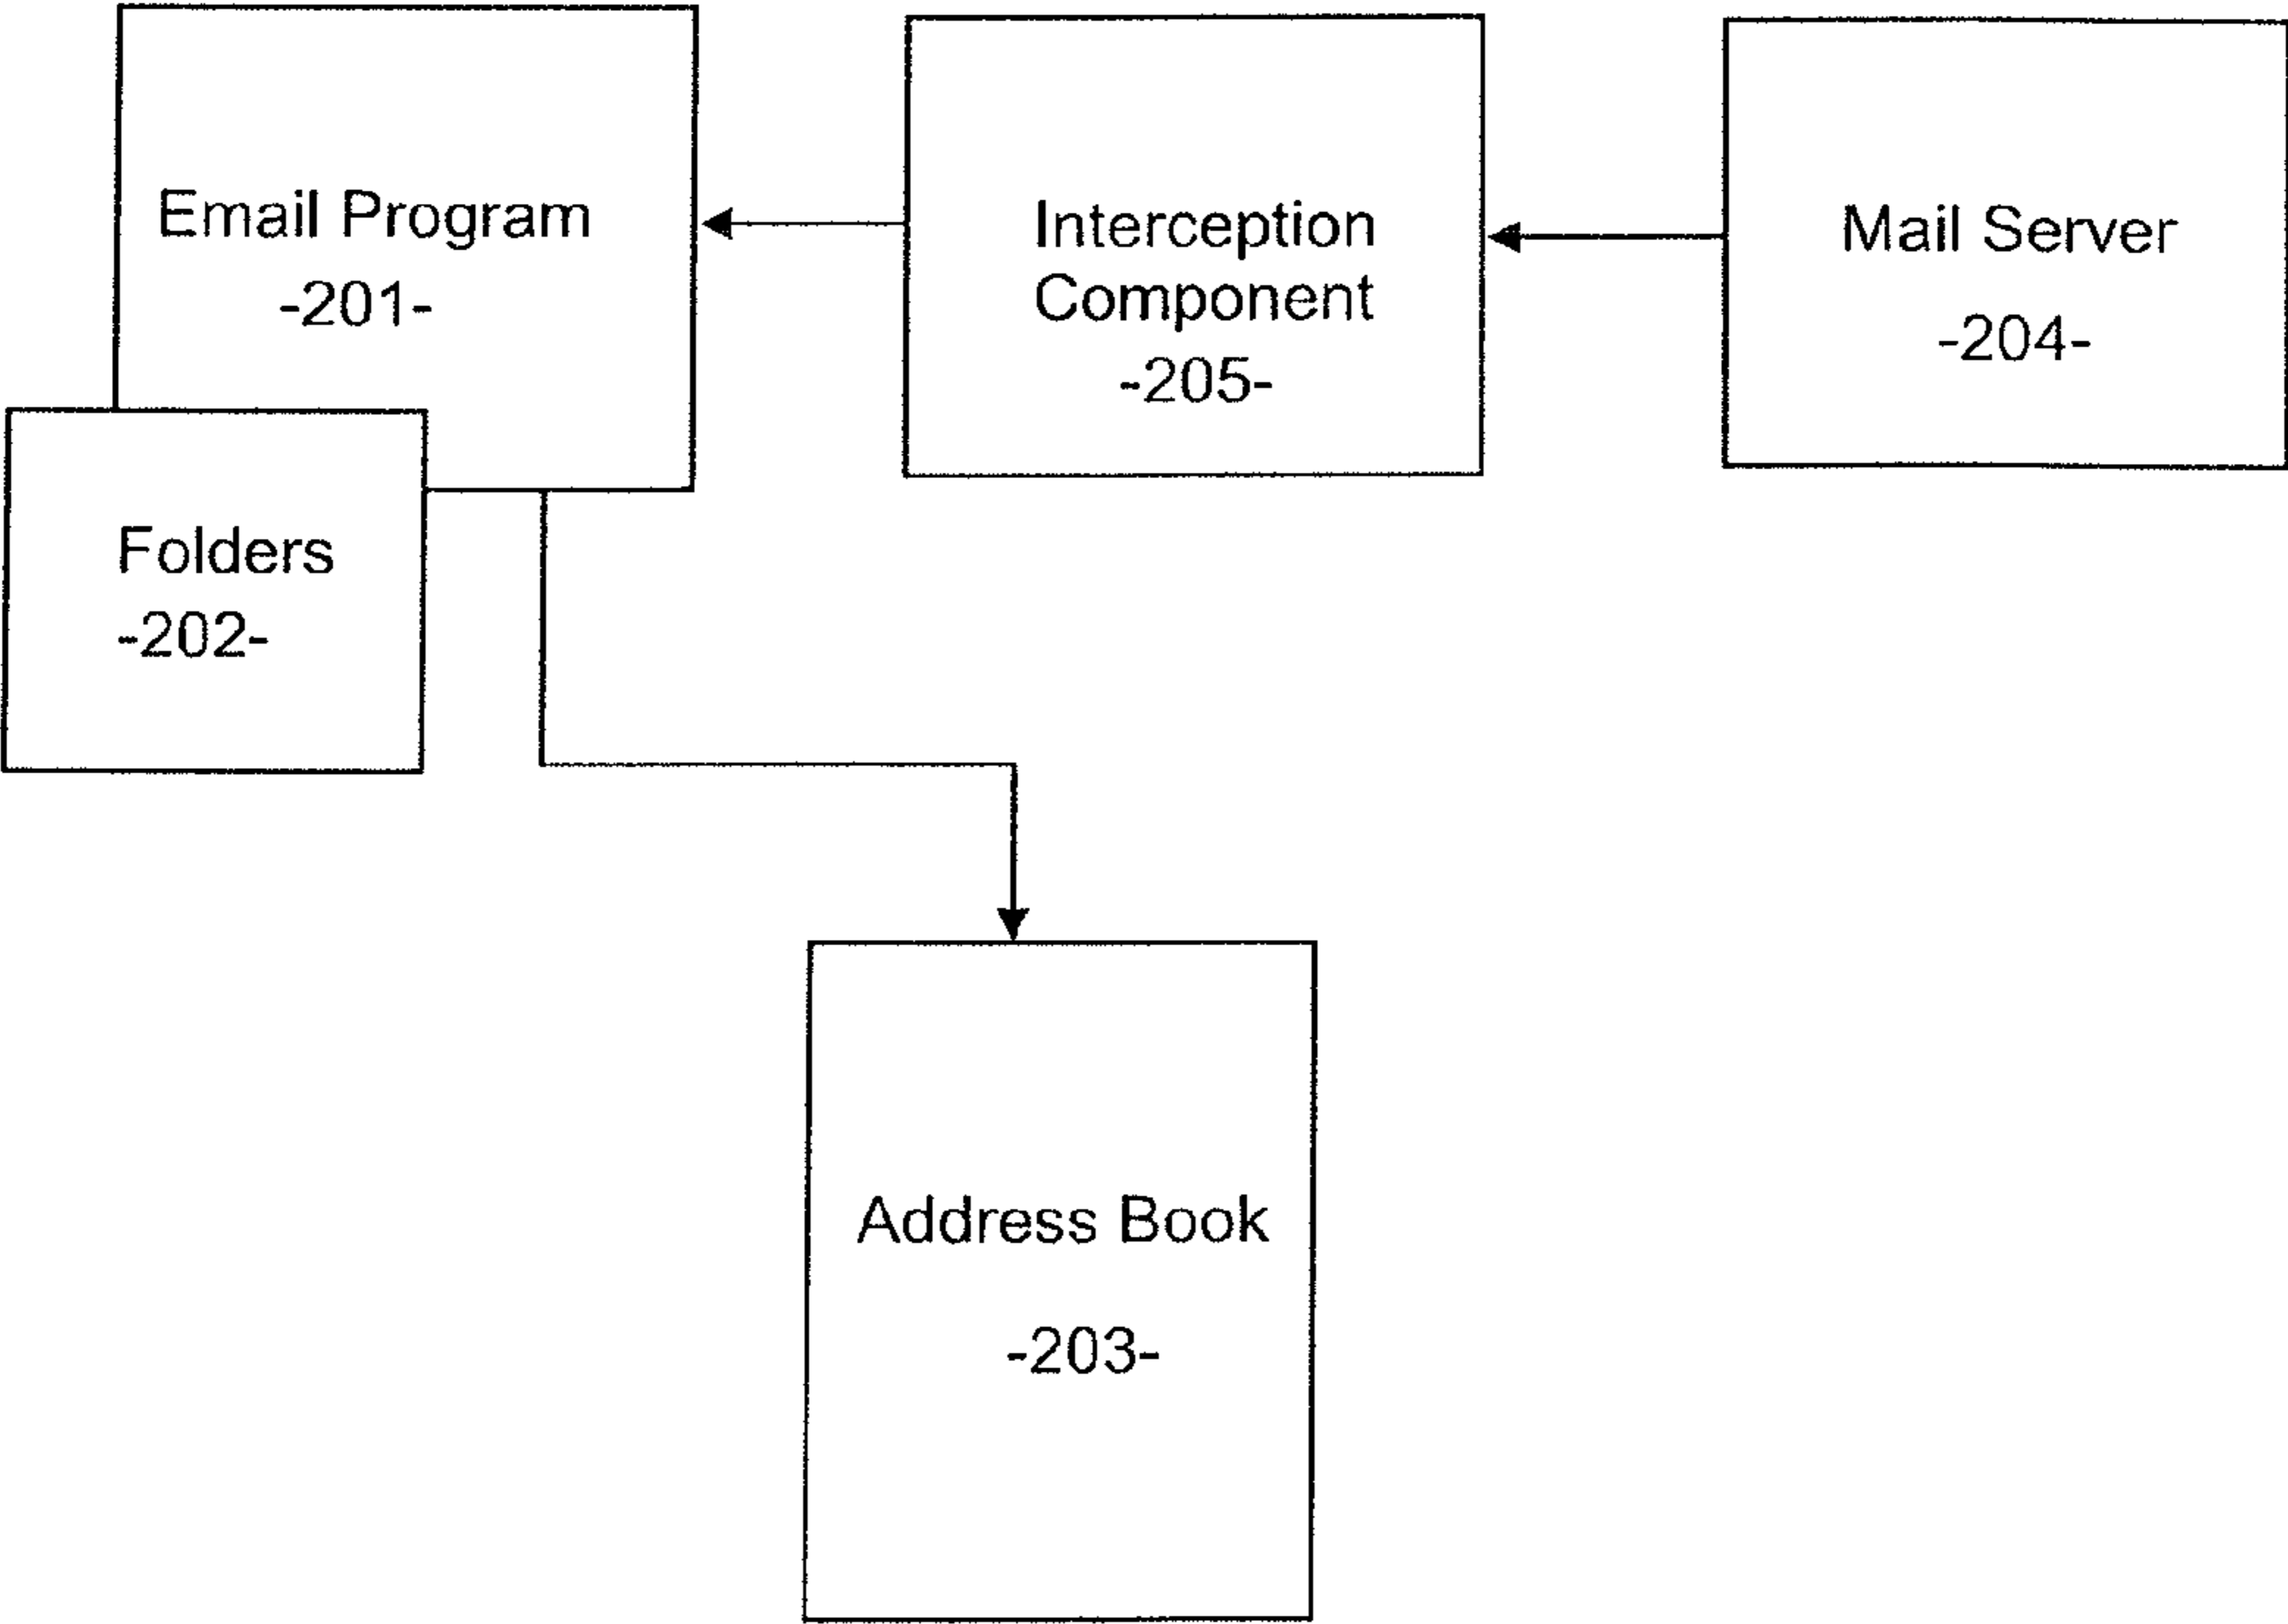 Email Program
-201-
Interception
Component
-205-
Mail Server
-204-
Folders
-202-
Address Book
-203-